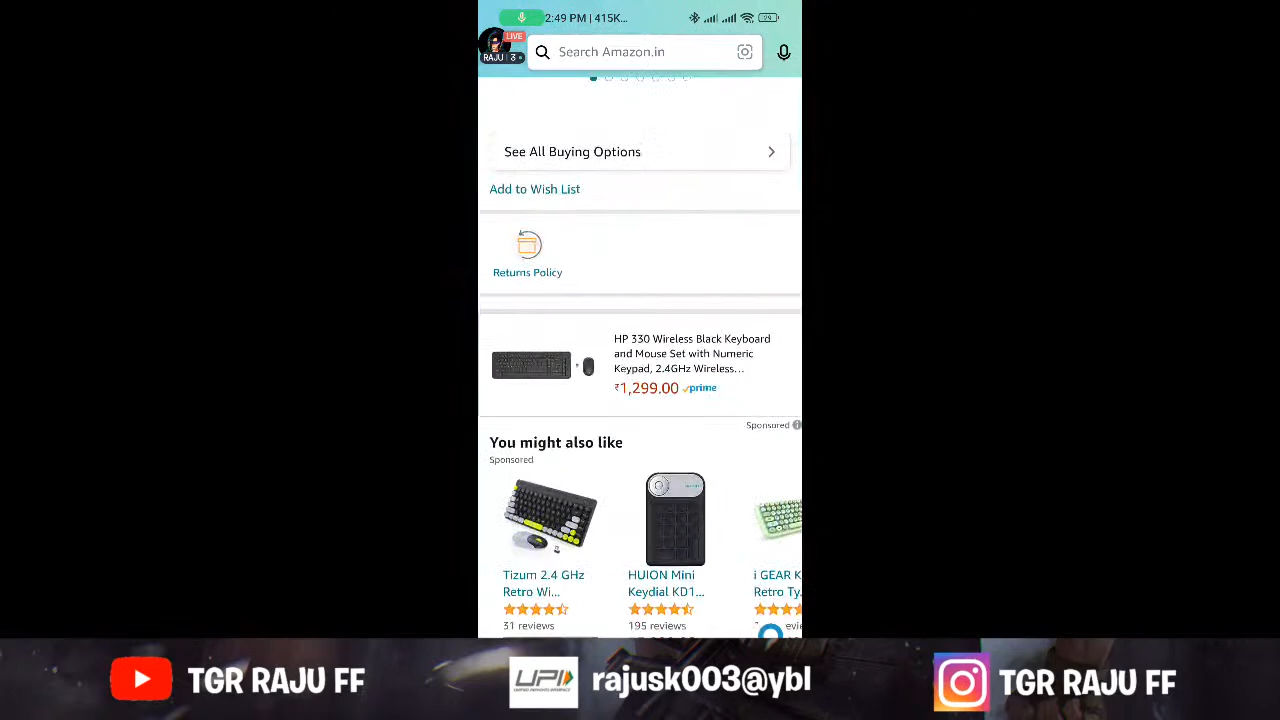 2:49 PM | 415K...
29
LIVE
RAJU | 3
Search Amazon.in
See All Buying Options
Add to Wish List
Returns Policy
HP 330 Wireless Black Keyboard
and Mouse Set with Numeric
Keypad, 2.4GHz Wireless...
₹1,299.00 prime
Sponsored
You might also like
Sponsored
Tizum 2.4 GHz
Retro Wi...
31 reviews
HUION Mini
Keydial KD1...
195 reviews
i GEAR K
Retro Ty.
TGR RAJU FF
UPI
rajusk003@ybl
TGR RAJU FF